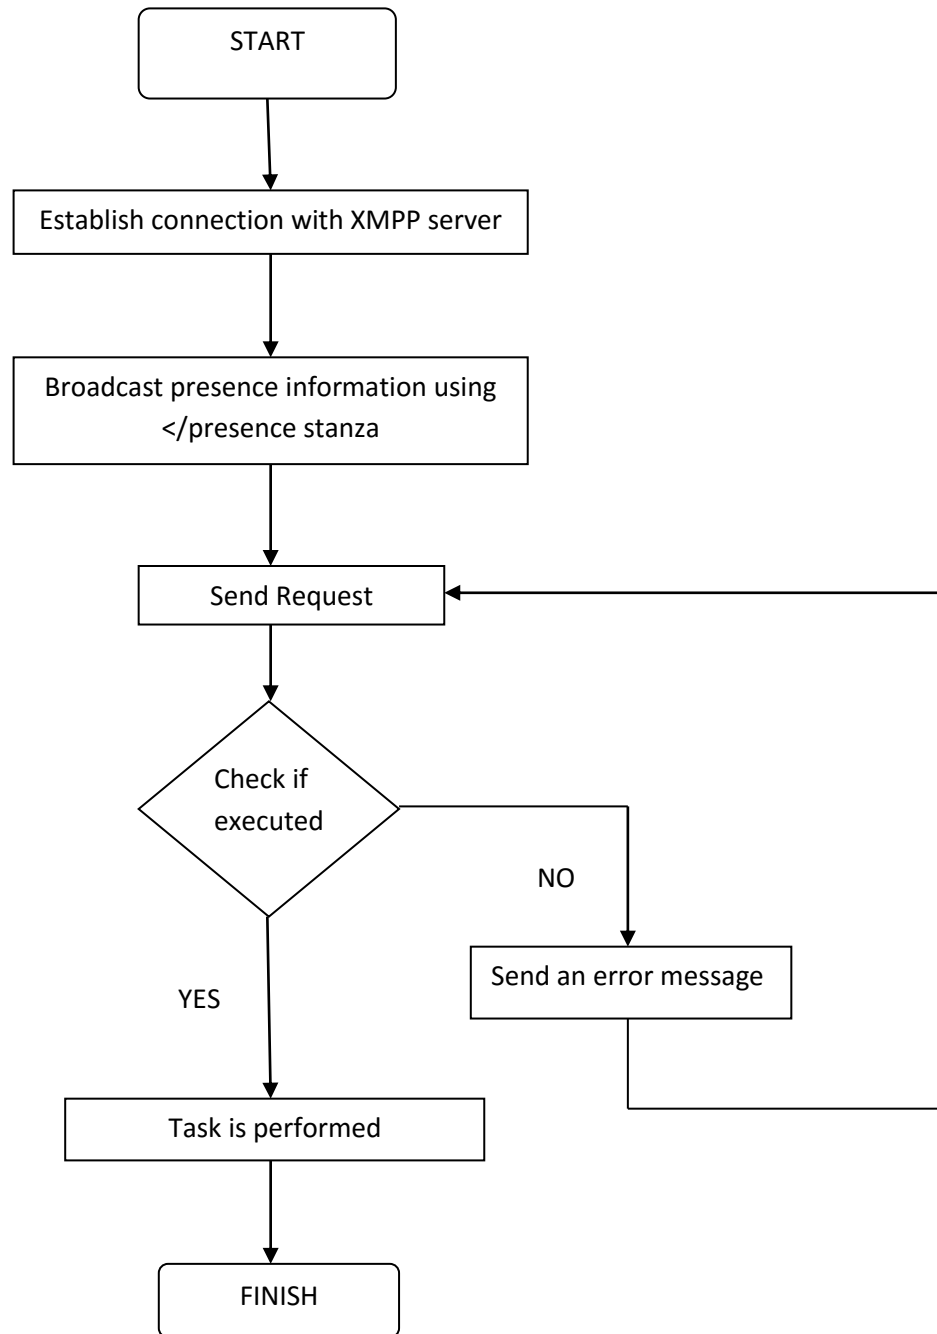 START
Establish connection with XMPP server
Broadcast presence information using
</presence stanza
Send Request
Check if
executed
NO
Send an error message
YES
Task is performed
FINISH